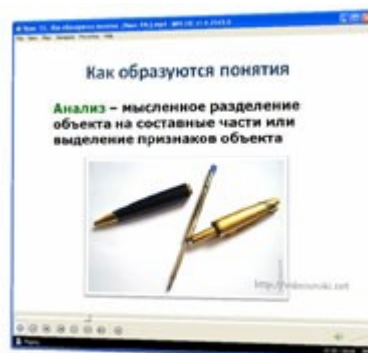 Как образуются понятия
Анализ – мысленное разделение
объекта на составные части или
выделение признаков объекта
http://videouroki.net